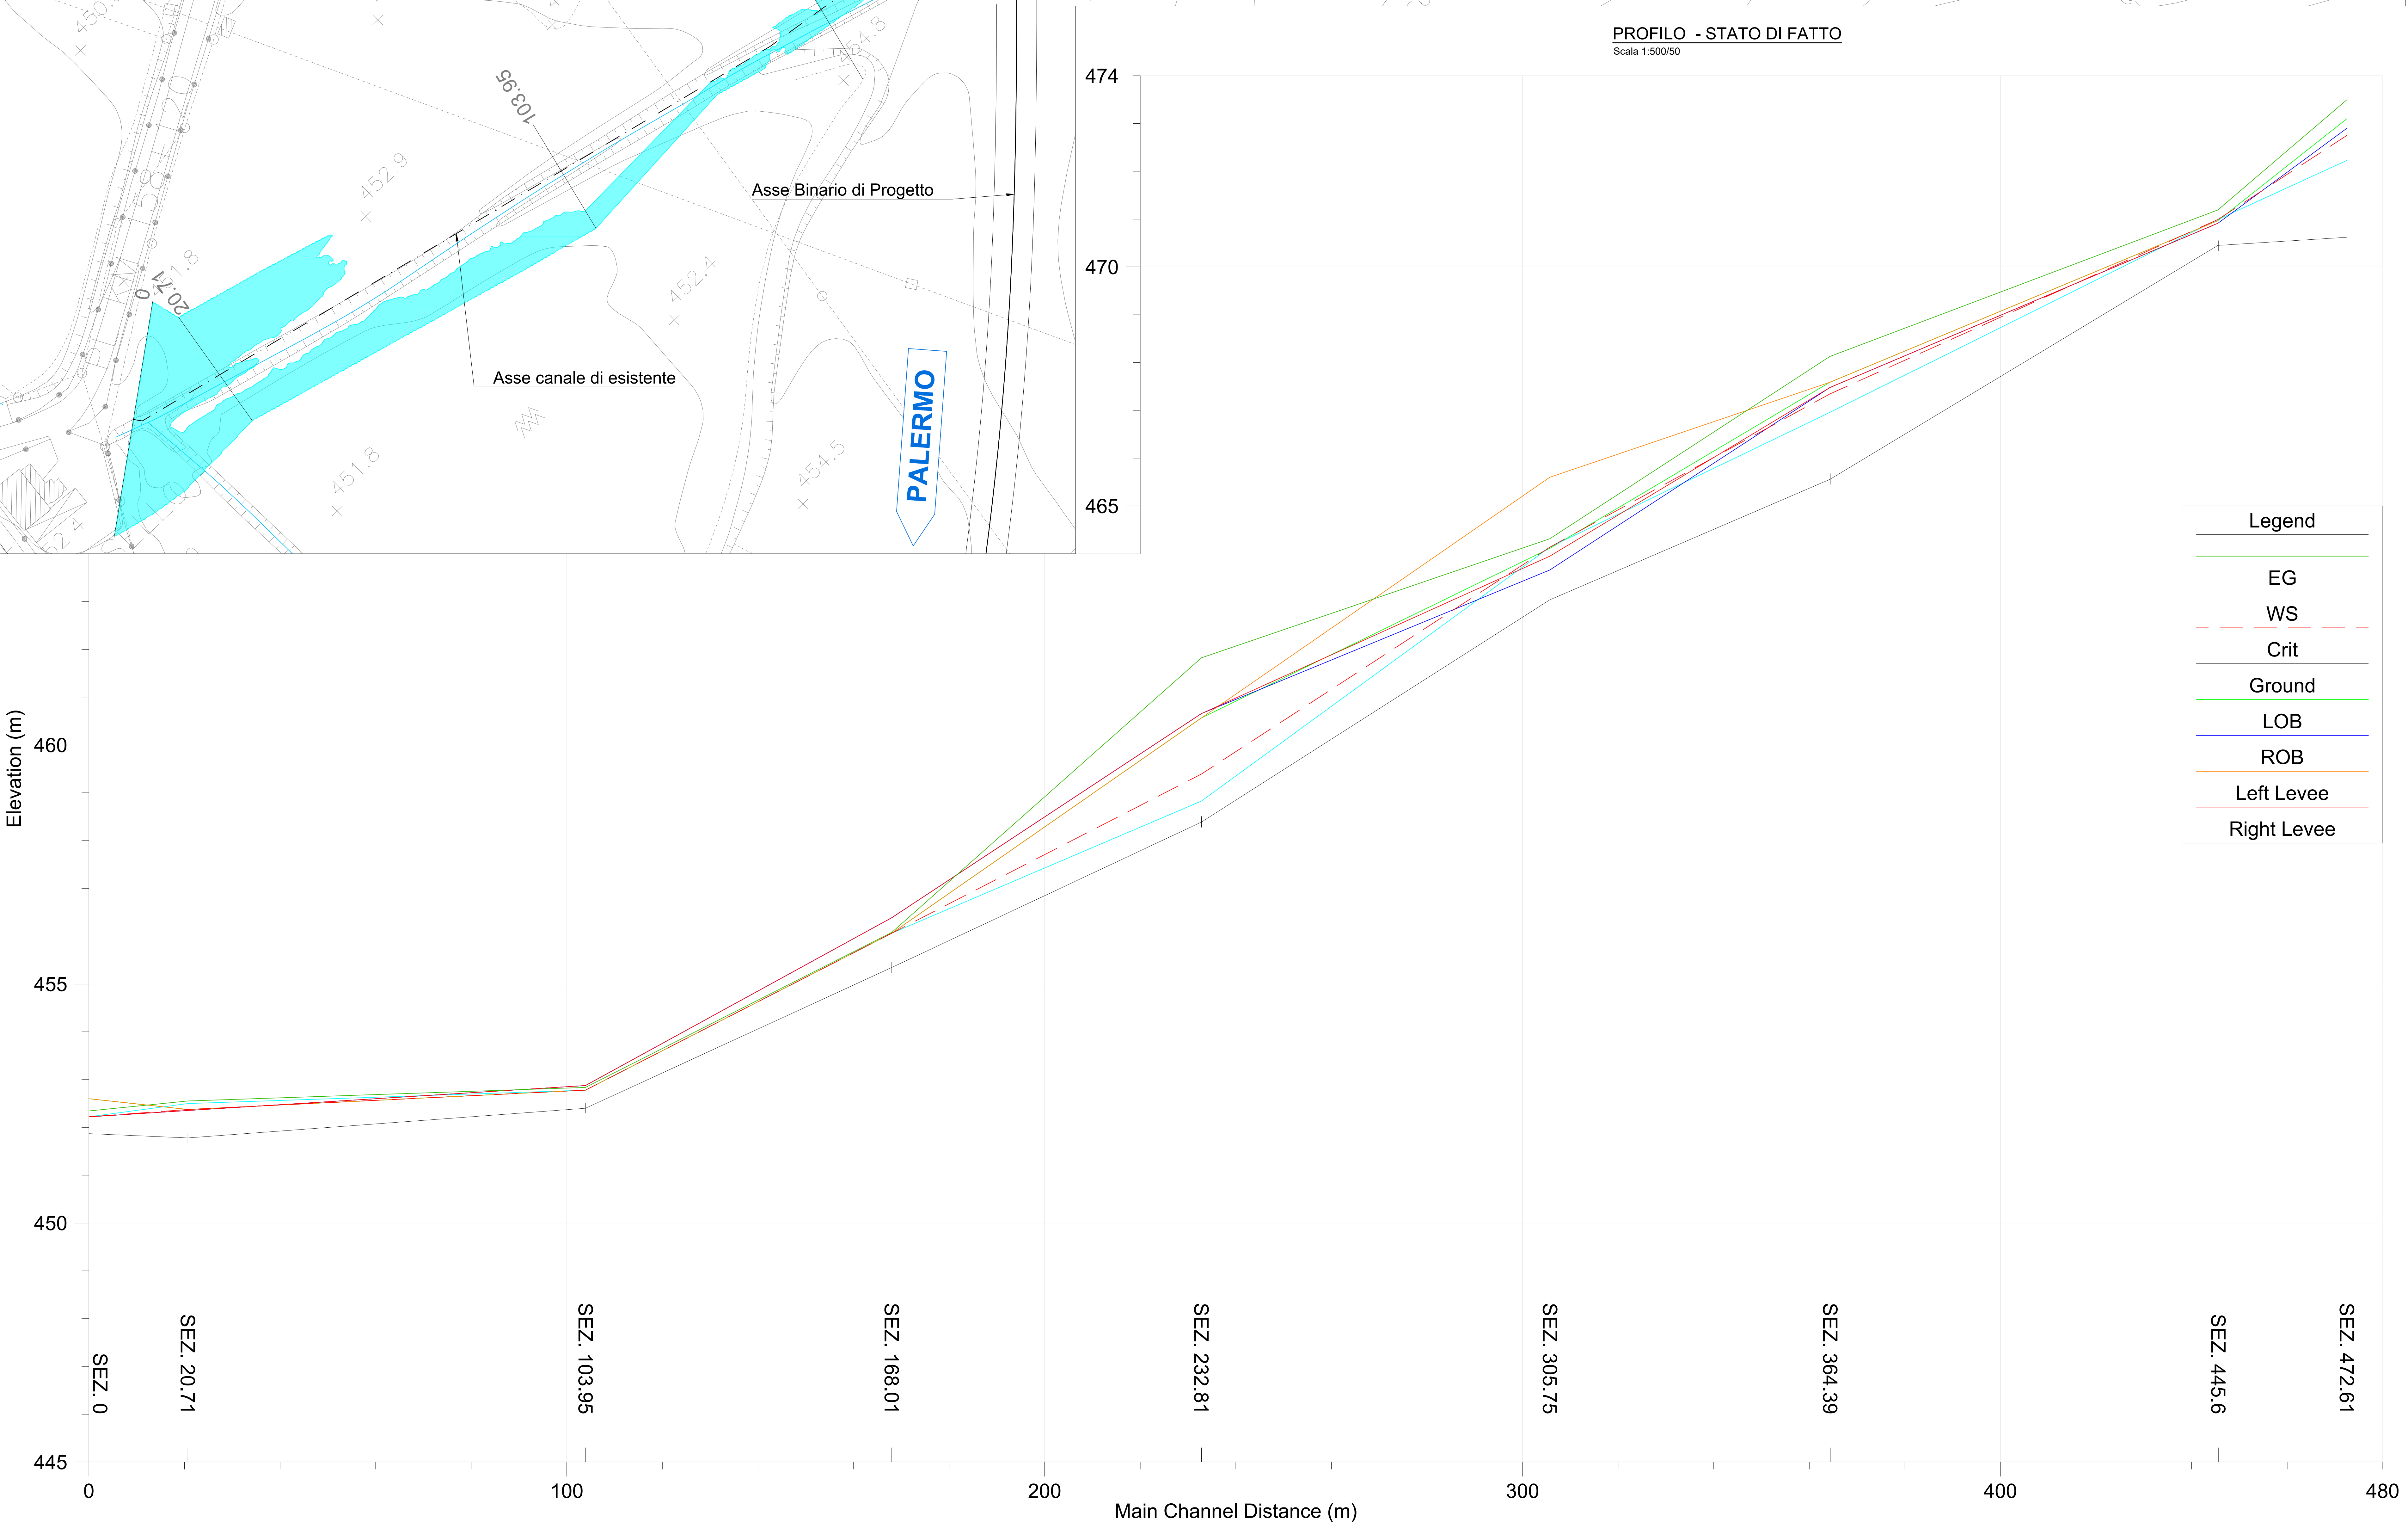 PROFILO - STATO DI FATTO
Scala 1:500/50
103.95
452.9
451.8
0
20.71
Asse Binario di Progetto
452.4
Asse canale di esistente
PALERMO
451.8
454.5
474
470
465
460
455
450
445
Elevation (m)
Legend
EG
WS
Crit
Ground
LOB
ROB
Left Levee
Right Levee
SEZ. 0
SEZ. 20.71
SEZ. 103.95
SEZ. 168.01
SEZ. 232.81
SEZ. 305.75
SEZ. 364.39
SEZ. 445.6
SEZ. 472.61
0
100
200
300
400
480
Main Channel Distance (m)